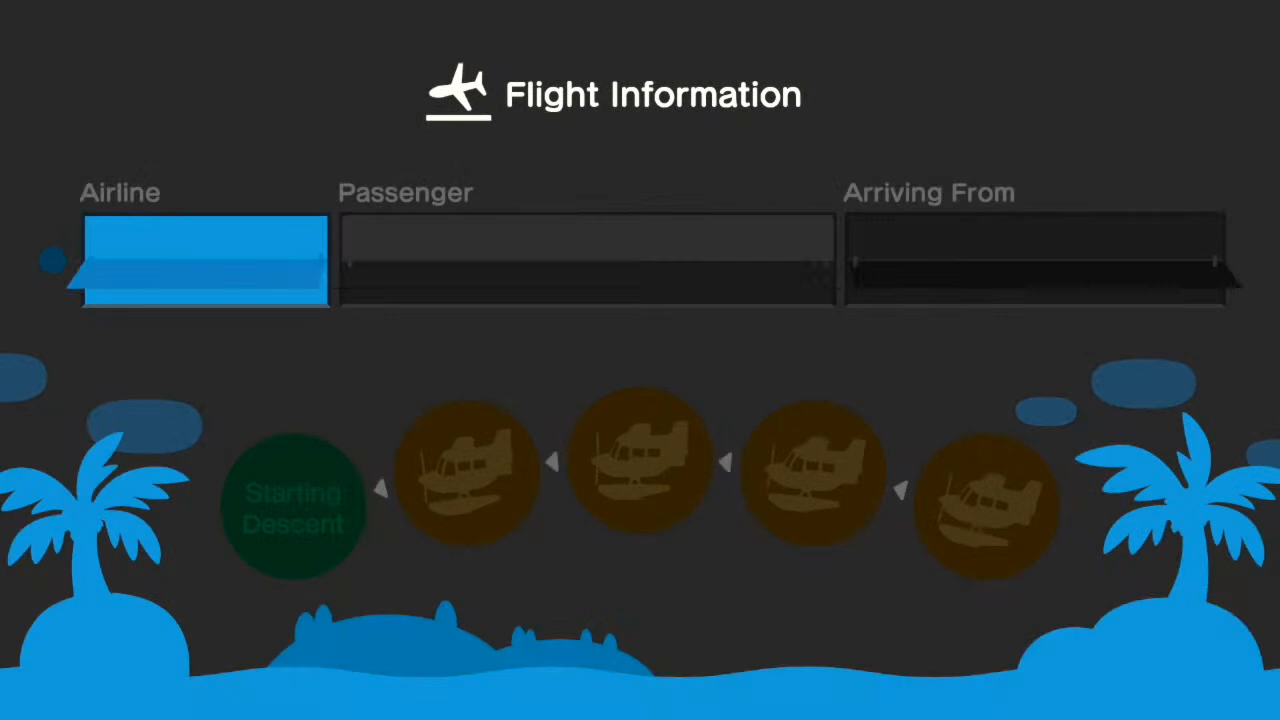 Flight Information
Airline
Passenger
Arriving From
Starting
Descent